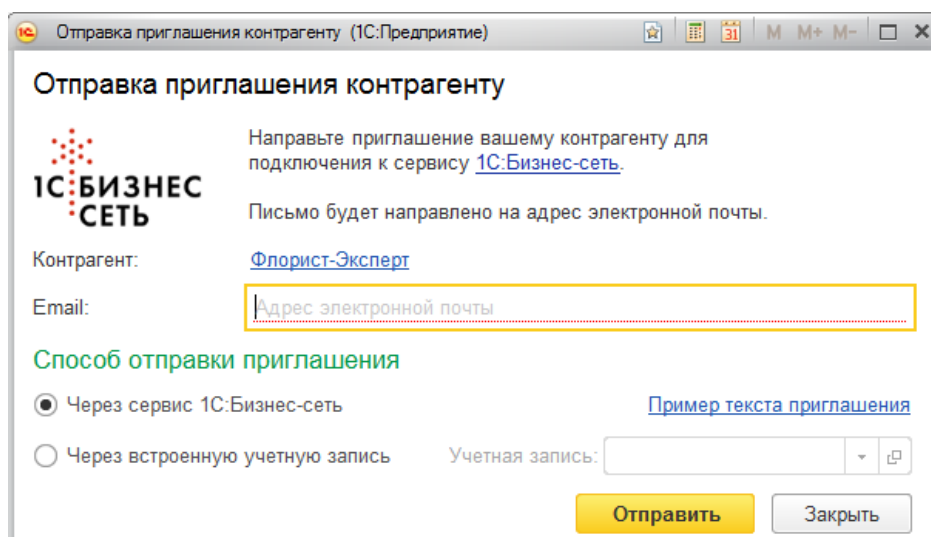 Отправка приглашения контрагенту (1С:Предприятие)
31 M M+ M-
Отправка приглашения контрагенту
1С:БИЗНЕС
СЕТЬ
Направьте приглашение вашему контрагенту для
подключения к сервису 1С:Бизнес-сеть.
Письмо будет направлено на адрес электронной почты.
Контрагент: Флорист-Эксперт
Email: Адрес электронной почты
Способ отправки приглашения
Через сервис 1С:Бизнес-сеть Пример текста приглашения
Через встроенную учетную запись Учетная запись:
Отправить Закрыть